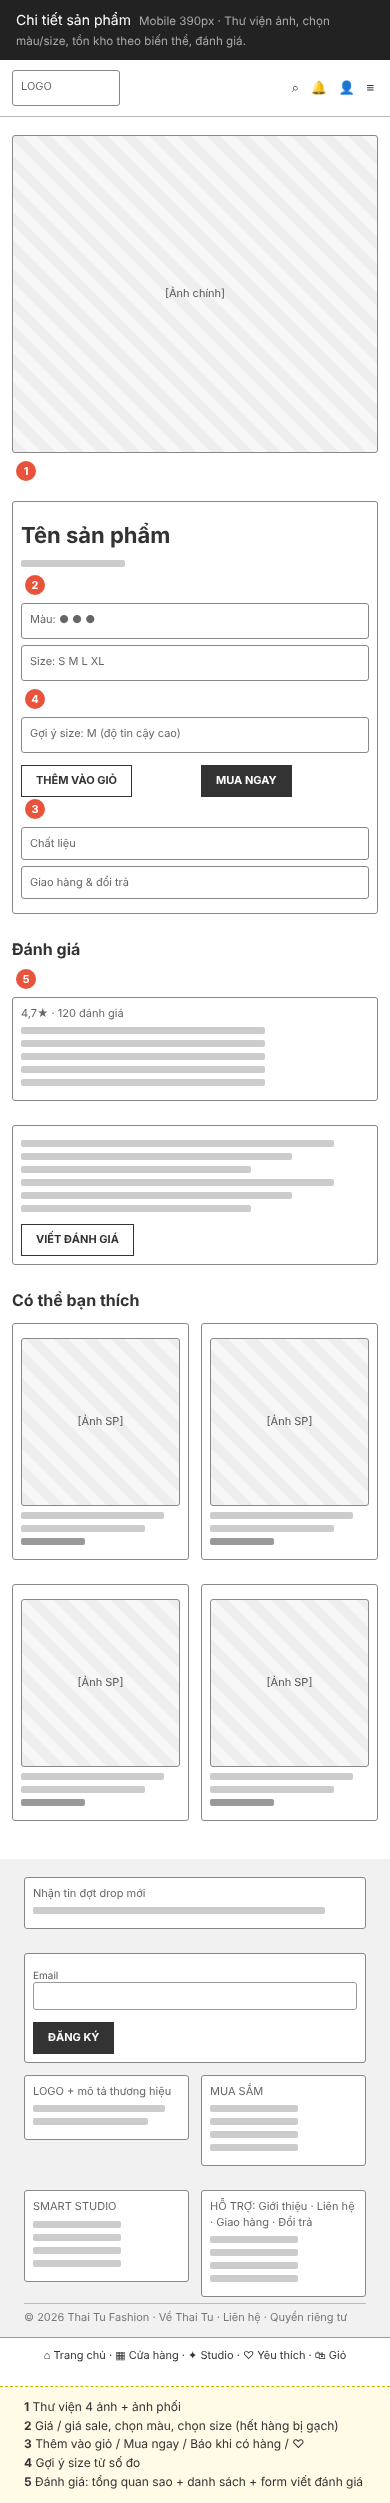 Chi tiết sản phẩm Mobile 390px · Thư viện ảnh, chọn
màu/size, tồn kho theo biến thể, đánh giá.
LOGO
[Ảnh chính]
1
Tên sản phẩm
2
Màu: ● ● ●
Size: S M L XL
4
Gợi ý size: M (độ tin cậy cao)
THÊM VÀO GIỎ MUA NGAY
3
Chất liệu
Giao hàng & đổi trả
Đánh giá
5
4,7★ · 120 đánh giá
VIẾT ĐÁNH GIÁ
Có thể bạn thích
[Ảnh SP] [Ảnh SP]
[Ảnh SP] [Ảnh SP]
Nhận tin đợt drop mới
Email
ĐĂNG KÝ
LOGO + mô tả thương hiệu
MUA SẮM
SMART STUDIO
HỖ TRỢ: Giới thiệu · Liên hệ
· Giao hàng · Đổi trả
© 2026 Thai Tu Fashion · Về Thai Tu · Liên hệ · Quyền riêng tư
⌂ Trang chủ · ▦ Cửa hàng · ✦ Studio · ♡ Yêu thích · 🛍 Giỏ
1 Thư viện 4 ảnh + ảnh phối
2 Giá / giá sale, chọn màu, chọn size (hết hàng bị gạch)
3 Thêm vào giỏ / Mua ngay / Báo khi có hàng / ♡
4 Gợi ý size từ số đo
5 Đánh giá: tổng quan sao + danh sách + form viết đánh giá